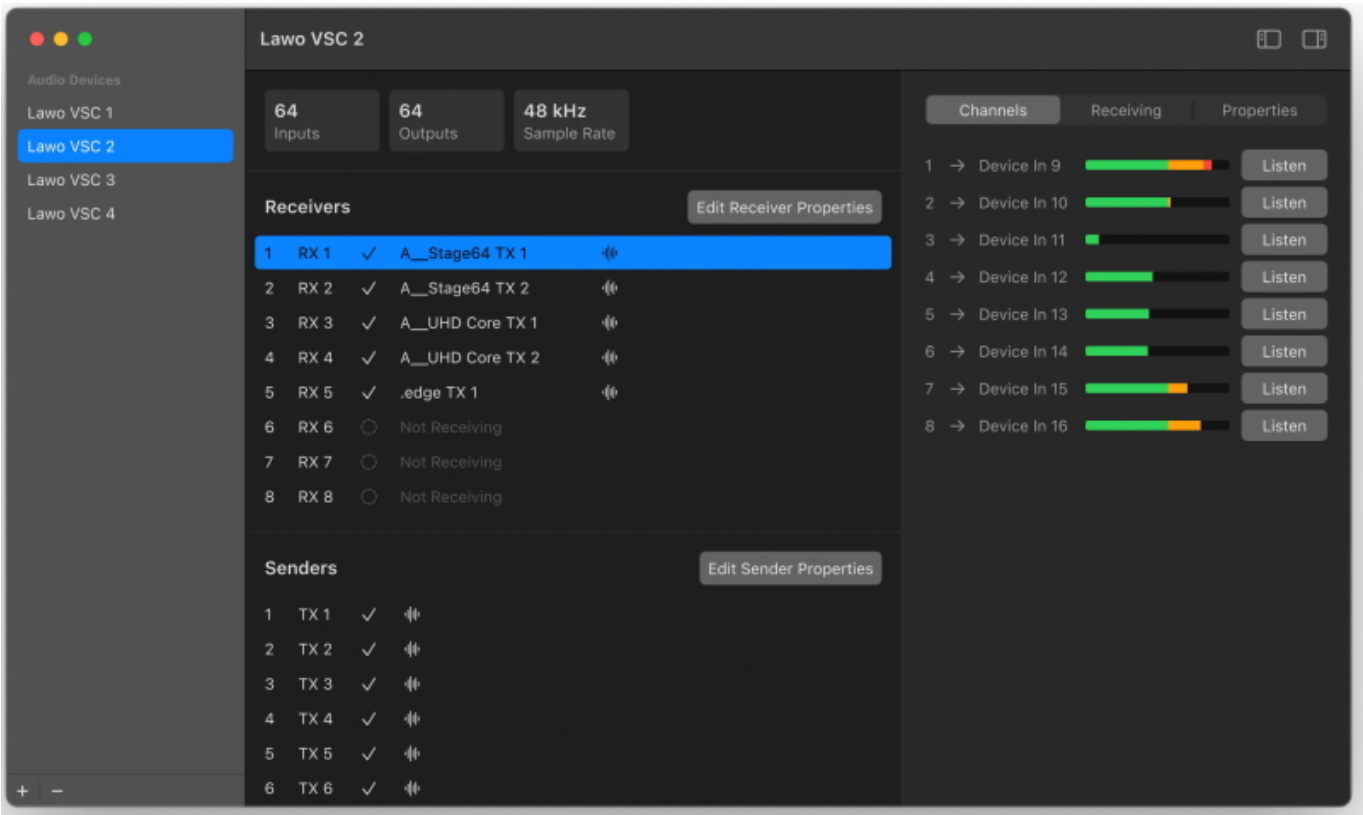 Lawo VSC 2
Audio Devices
Lawo VSC 1
Lawo VSC 2
Lawo VSC 3
Lawo VSC 4
+ −
64
Inputs
64
Outputs
48 kHz
Sample Rate
Receivers
Edit Receiver Properties
1 RX 1 ✓ A__Stage64 TX 1
2 RX 2 ✓ A__Stage64 TX 2
3 RX 3 ✓ A__UHD Core TX 1
4 RX 4 ✓ A__UHD Core TX 2
5 RX 5 ✓ .edge TX 1
6 RX 6 Not Receiving
7 RX 7 Not Receiving
8 RX 8 Not Receiving
Senders
Edit Sender Properties
1 TX 1 ✓
2 TX 2 ✓
3 TX 3 ✓
4 TX 4 ✓
5 TX 5 ✓
6 TX 6 ✓
Channels Receiving Properties
1 → Device In 9 Listen
2 → Device In 10 Listen
3 → Device In 11 Listen
4 → Device In 12 Listen
5 → Device In 13 Listen
6 → Device In 14 Listen
7 → Device In 15 Listen
8 → Device In 16 Listen